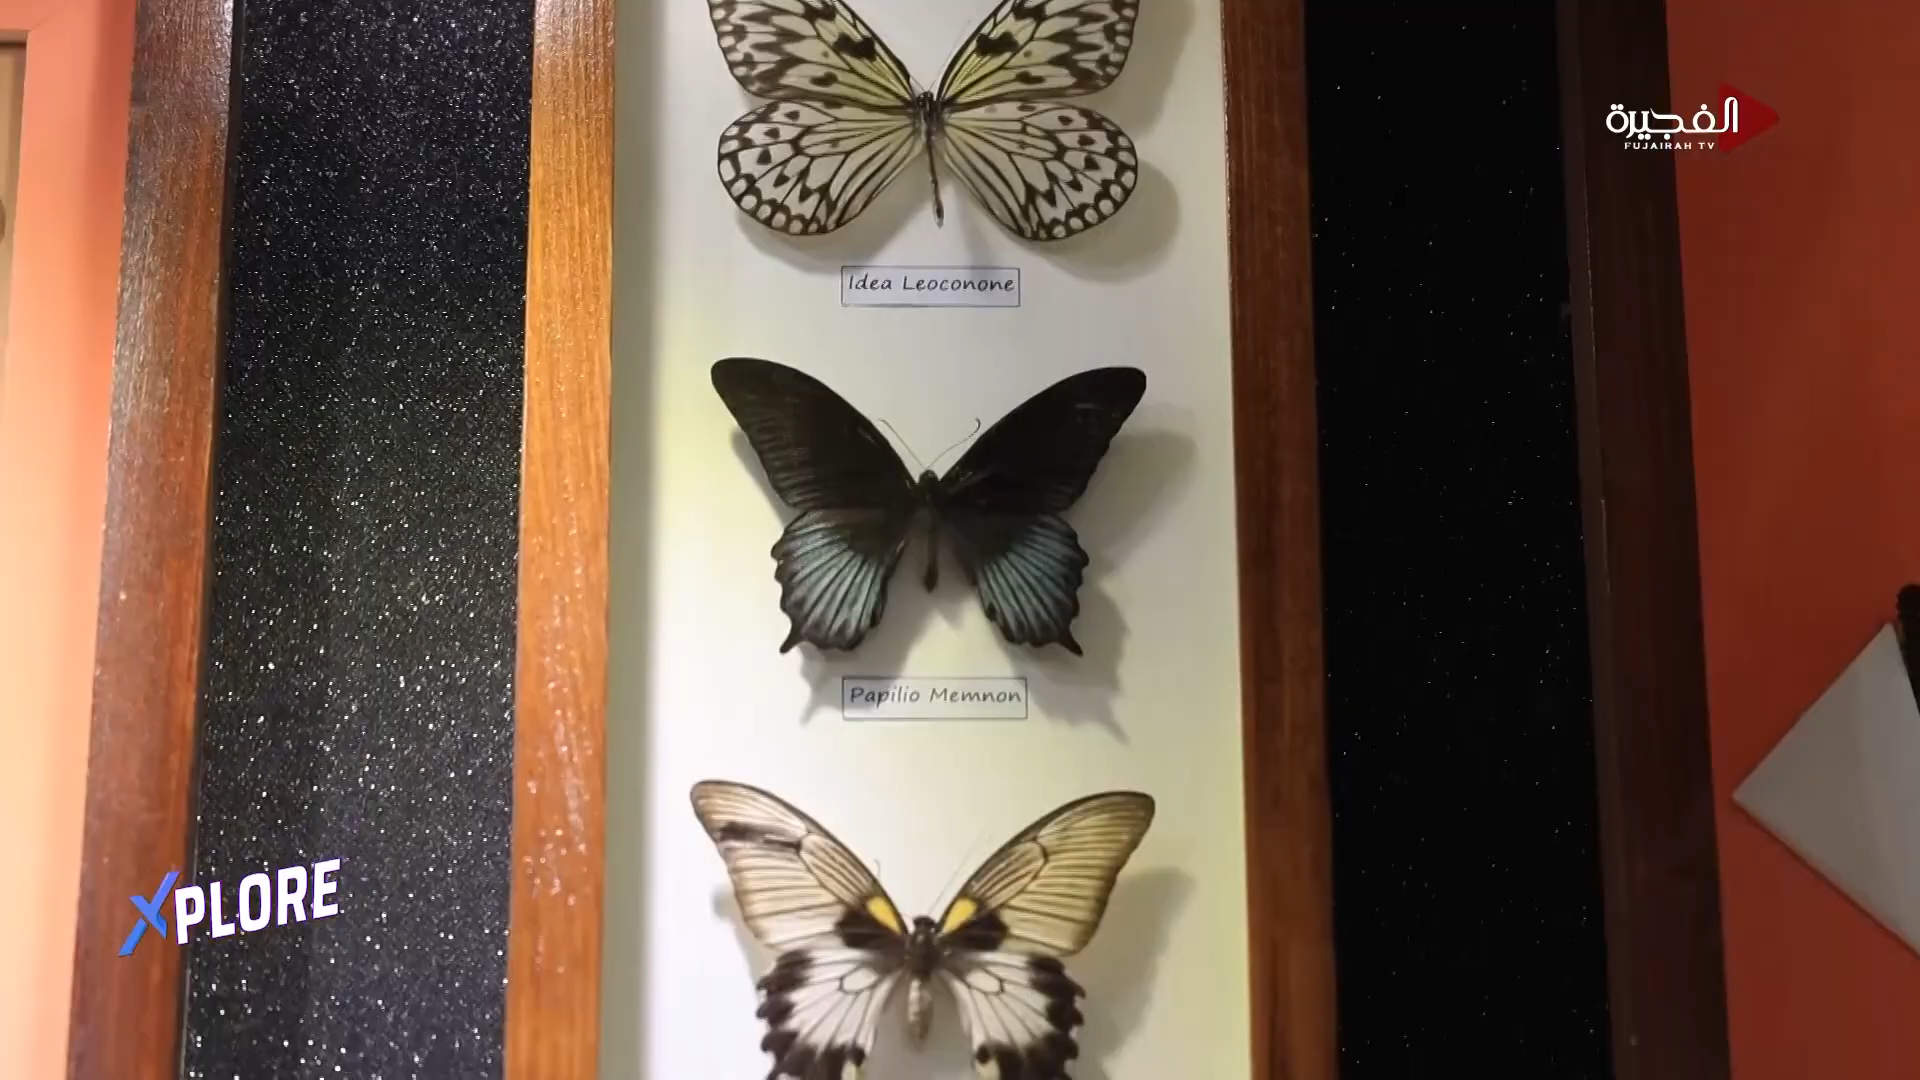 الفجيرة
FUJAIRAH TV
Idea Leoconone
Papilio Memnon
XPLORE